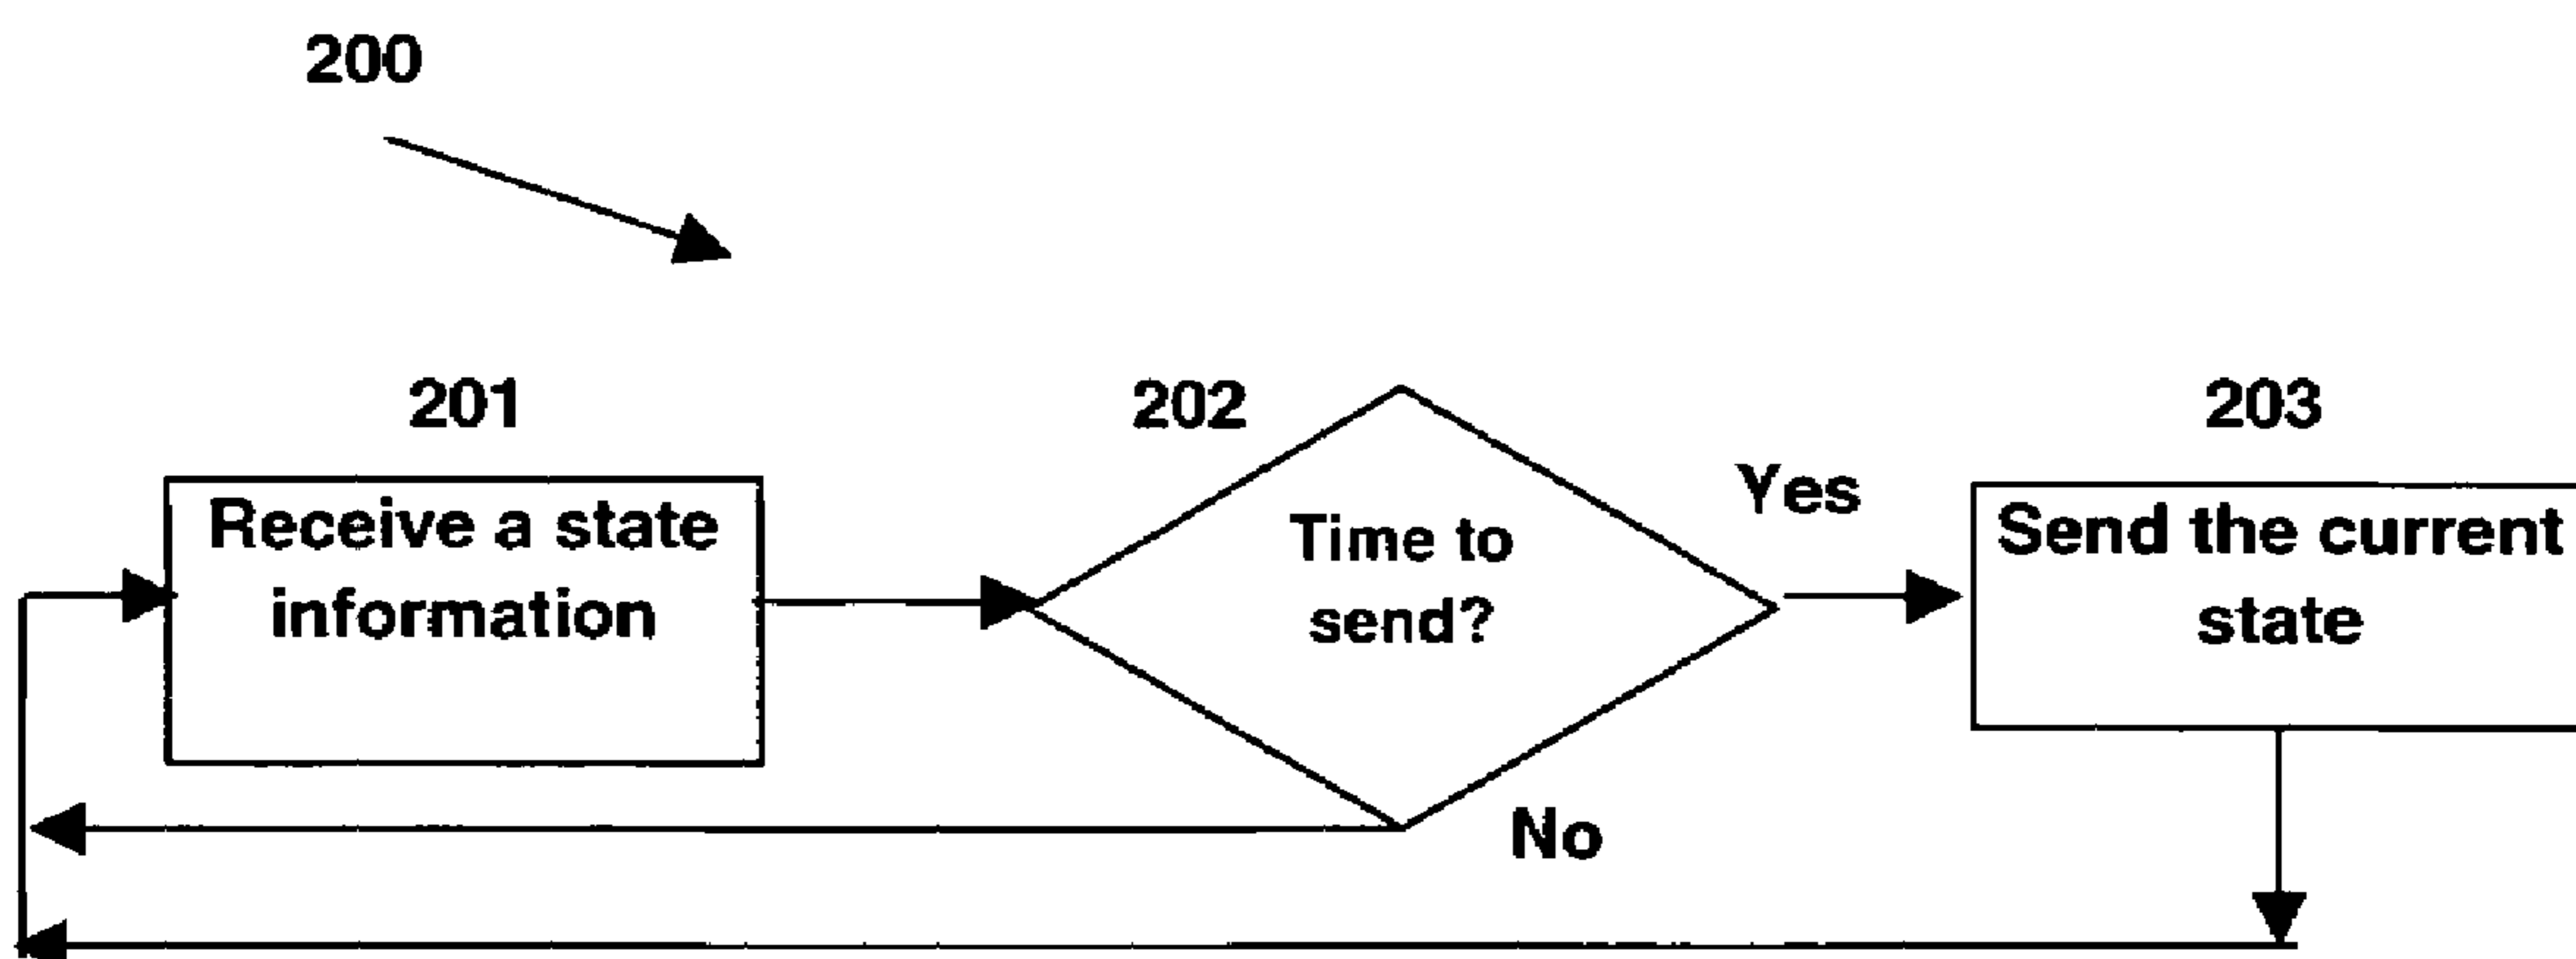 200
201
202
203
Receive a state
information
Time to
send?
Yes
Send the current
state
No